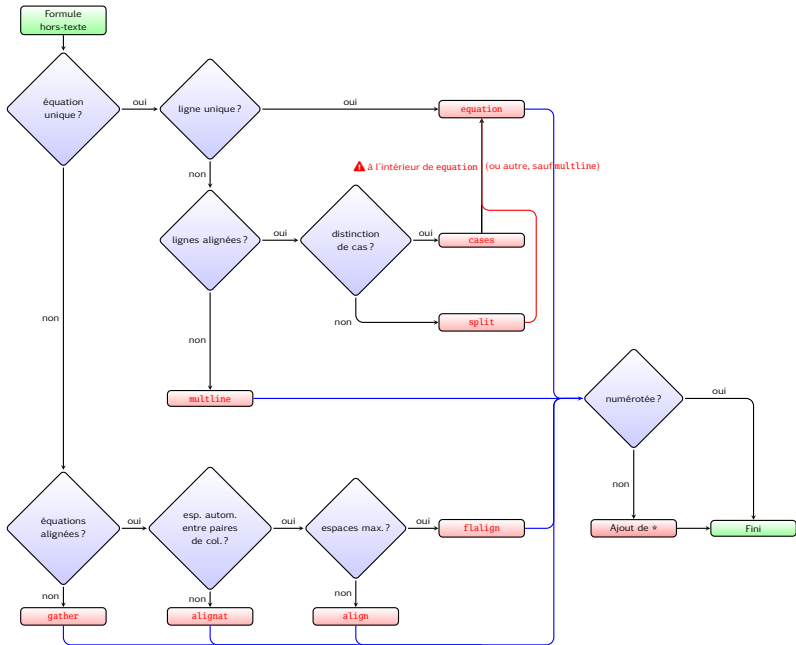 Formule
hors-texte
équation
unique ?
oui
ligne unique ?
oui
equation
non
à l'intérieur de equation (ou autre, sauf multline)
lignes alignées ?
oui
distinction
de cas ?
oui
cases
non
non
split
non
multline
numérotée ?
oui
non
équations
alignées ?
oui
esp. autom.
entre paires
de col. ?
oui
espaces max. ?
oui
flalign
Ajout de *
Fini
non
non
non
gather
alignat
align